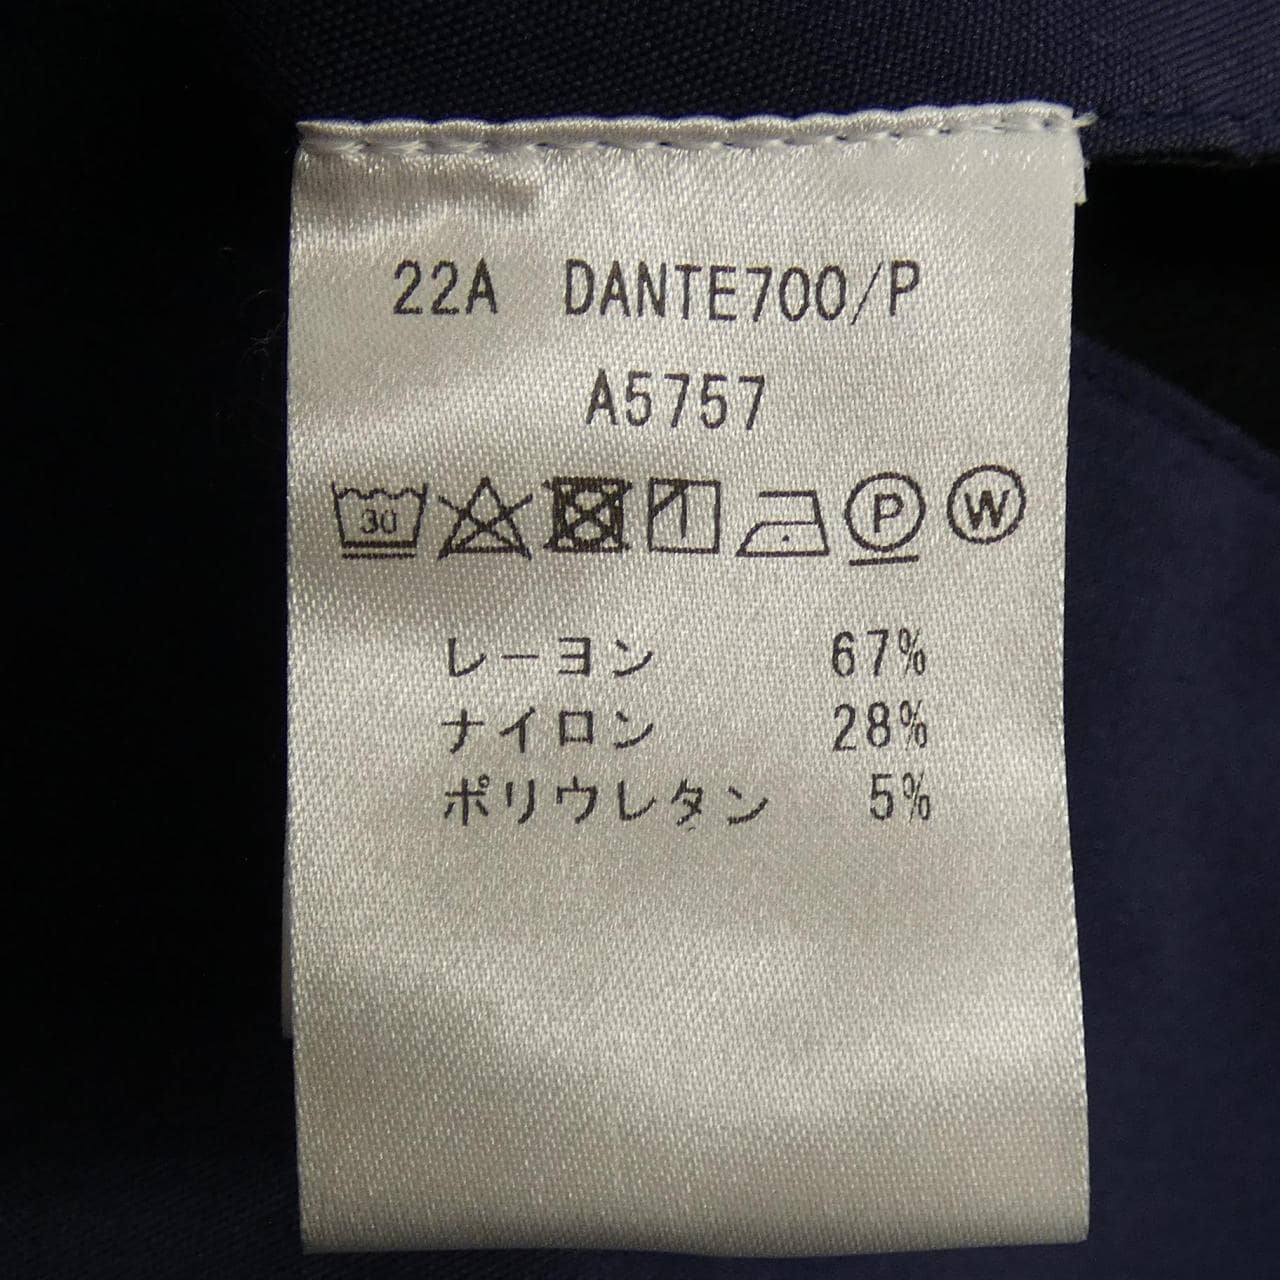 22A DANTE700/P
A5757
30 P W
レーヨン 67%
ナイロン 28%
ポリウレタン 5%